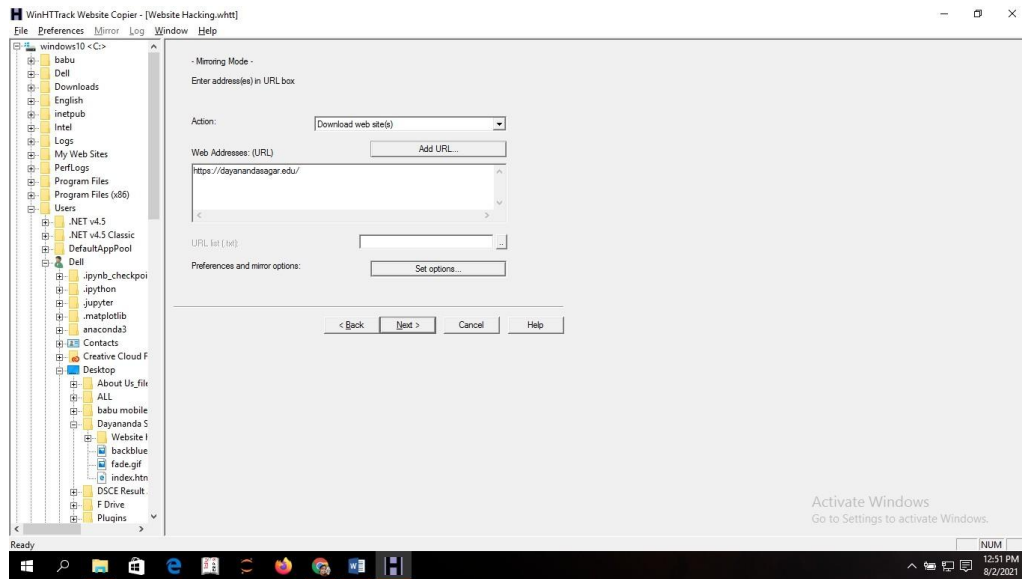 WinHTTrack Website Copier - [Website Hacking.whtt]
File Preferences Mirror Log Window Help
windows10 <C:>
babu
Dell
Downloads
English
inetpub
Intel
Logs
My Web Sites
PerfLogs
Program Files
Program Files (x86)
Users
.NET v4.5
.NET v4.5 Classic
DefaultAppPool
Dell
.ipynb_checkpoi
.ipython
.jupyter
.matplotlib
anaconda3
Contacts
Creative Cloud F
Desktop
About Us_file
ALL
babu mobile
Dayananda S
Website H
backblue
fade.gif
index.htn
DSCE Result
F Drive
Plugins
- Mirroring Mode -
Enter address(es) in URL box
Action:
Download web site(s)
Web Addresses: (URL)
Add URL...
https://dayanandasagar.edu/
URL list (.txt)
..
Preferences and mirror options:
Set options...
< Back
Next >
Cancel
Help
Activate Windows
Go to Settings to activate Windows.
Ready
NUM
12:51 PM
8/2/2021